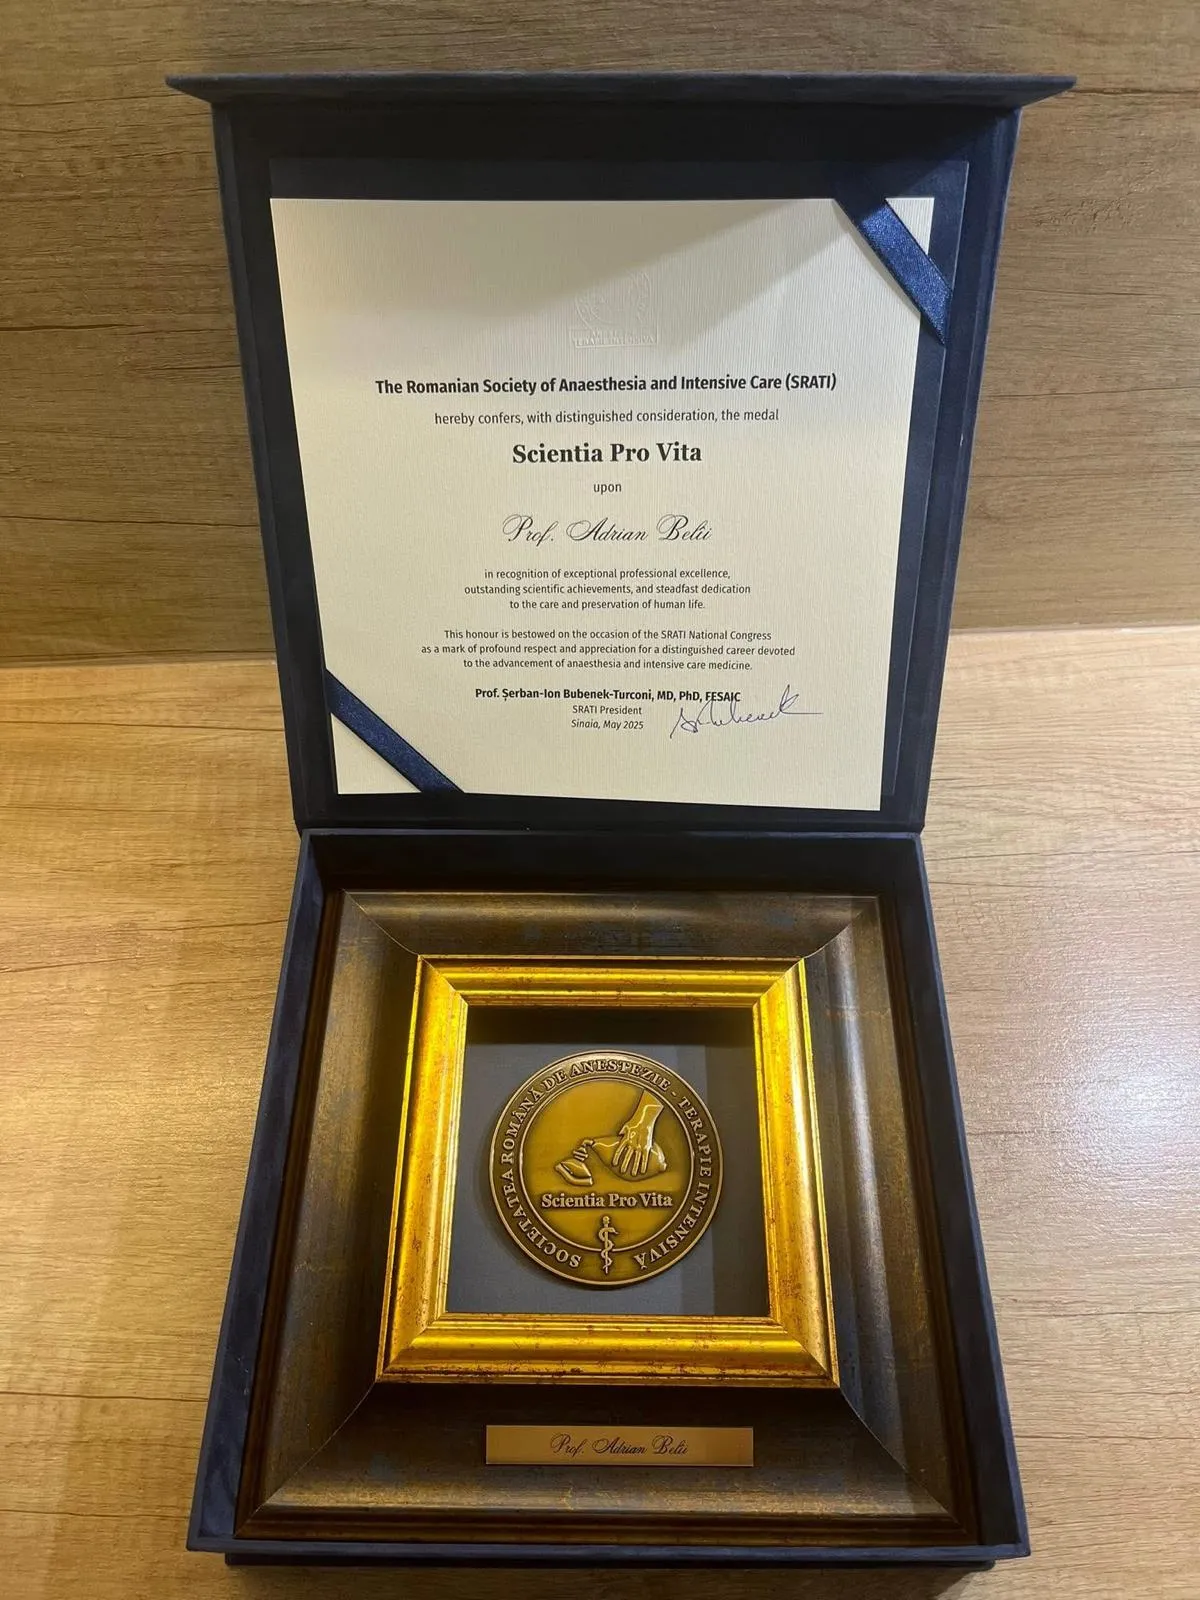 TERAPIE INTENSIVĂ
The Romanian Society of Anaesthesia and Intensive Care (SRATI)
hereby confers, with distinguished consideration, the medal
Scientia Pro Vita
upon
Prof. Adrian Belîi
in recognition of exceptional professional excellence,
outstanding scientific achievements, and steadfast dedication
to the care and preservation of human life.
This honour is bestowed on the occasion of the SRATI National Congress
as a mark of profound respect and appreciation for a distinguished career devoted
to the advancement of anaesthesia and intensive care medicine.
Prof. Șerban-Ion Bubenek-Turconi, MD, PhD, FESAIC
SRATI President
Sinaia, May 2025
SOCIETATEA ROMÂNĂ DE ANESTEZIE - TERAPIE INTENSIVĂ
Scientia Pro Vita
Prof. Adrian Belîi